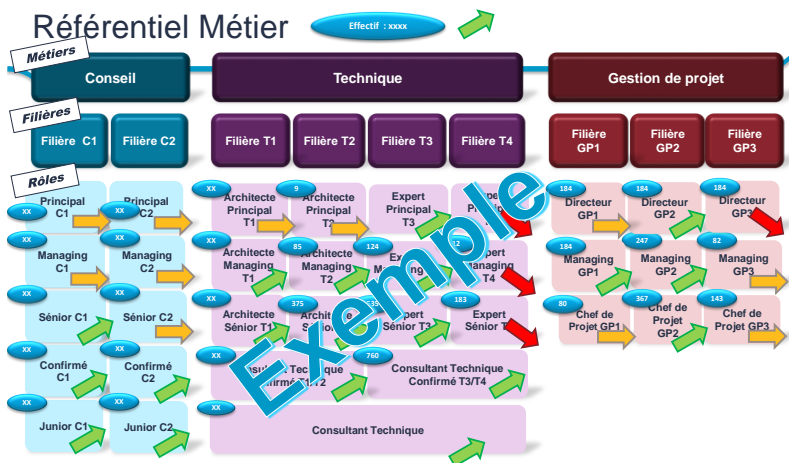 Référentiel Métier
Effectif : xxxx
Métiers
Conseil
Technique
Gestion de projet
Filières
Filière C1
Filière C2
Filière T1
Filière T2
Filière T3
Filière T4
Filière
GP1
Filière
GP2
Filière
GP3
Rôles
XX
Principal
C1
XX
Principal
C2
XX
Architecte
Principal
T1
9
Architecte
Principal
T2
Expert
Principal
T3
184
Directeur
GP1
184
Directeur
GP2
184
Directeur
GP3
XX
Managing
C1
XX
Managing
C2
XX
Architecte
Managing
T1
85
Architecte
Managing
T2
124
Managing
T4
184
Managing
GP1
247
Managing
GP2
82
Managing
GP3
XX
Sénior C1
XX
Sénior C2
XX
Architecte
Sénior T1
375
Architecte
Expert
Sénior T3
183
Expert
Sénior
80
Chef de
Projet GP1
367
Chef de
Projet
GP2
143
Chef de
Projet GP3
XX
Confirmé
C1
XX
Confirmé
C2
XX
Technique
T1/T2
760
Consultant Technique
Confirmé T3/T4
XX
Junior C1
XX
Junior C2
XX
Consultant Technique
Exemple